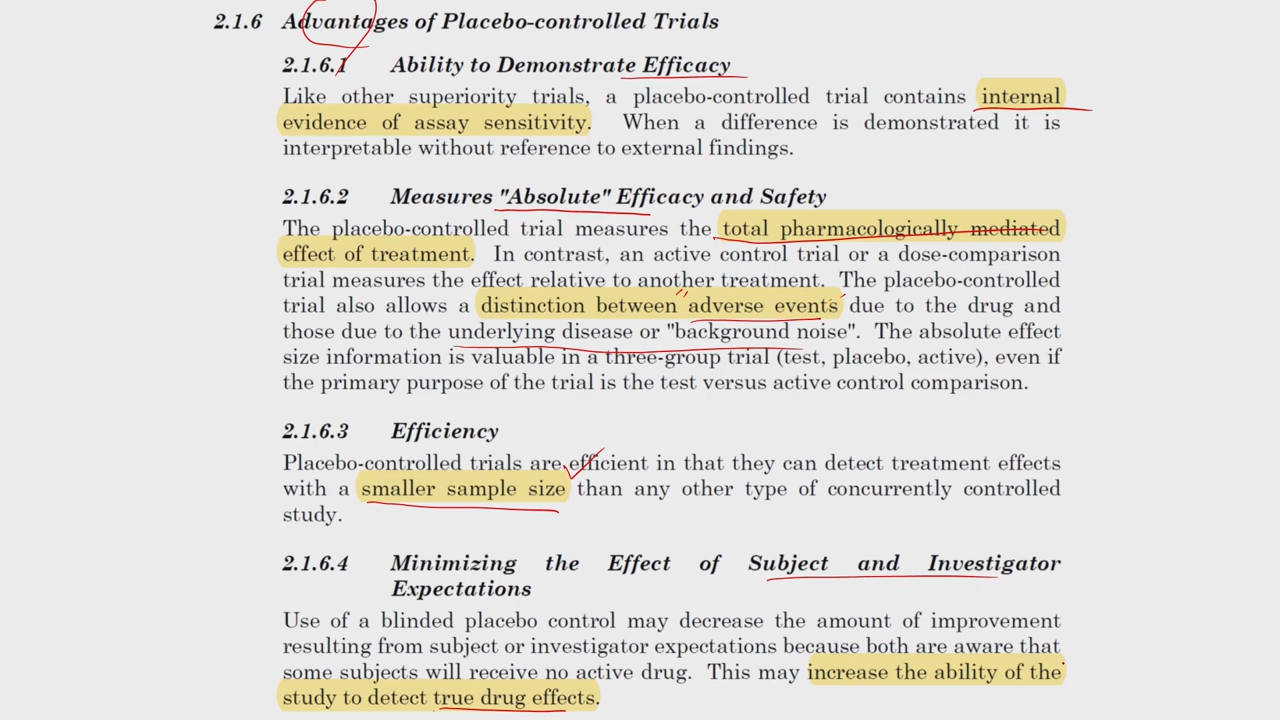 2.1.6 Advantages of Placebo-controlled Trials
2.1.6.1 Ability to Demonstrate Efficacy
Like other superiority trials, a placebo-controlled trial contains internal
evidence of assay sensitivity. When a difference is demonstrated it is
interpretable without reference to external findings.
2.1.6.2 Measures "Absolute" Efficacy and Safety
The placebo-controlled trial measures the total pharmacologically mediated
effect of treatment. In contrast, an active control trial or a dose-comparison
trial measures the effect relative to another treatment. The placebo-controlled
trial also allows a distinction between adverse events due to the drug and
those due to the underlying disease or "background noise". The absolute effect
size information is valuable in a three-group trial (test, placebo, active), even if
the primary purpose of the trial is the test versus active control comparison.
2.1.6.3 Efficiency
Placebo-controlled trials are efficient in that they can detect treatment effects
with a smaller sample size than any other type of concurrently controlled
study.
2.1.6.4 Minimizing the Effect of Subject and Investigator
Expectations
Use of a blinded placebo control may decrease the amount of improvement
resulting from subject or investigator expectations because both are aware that
some subjects will receive no active drug. This may increase the ability of the
study to detect true drug effects.